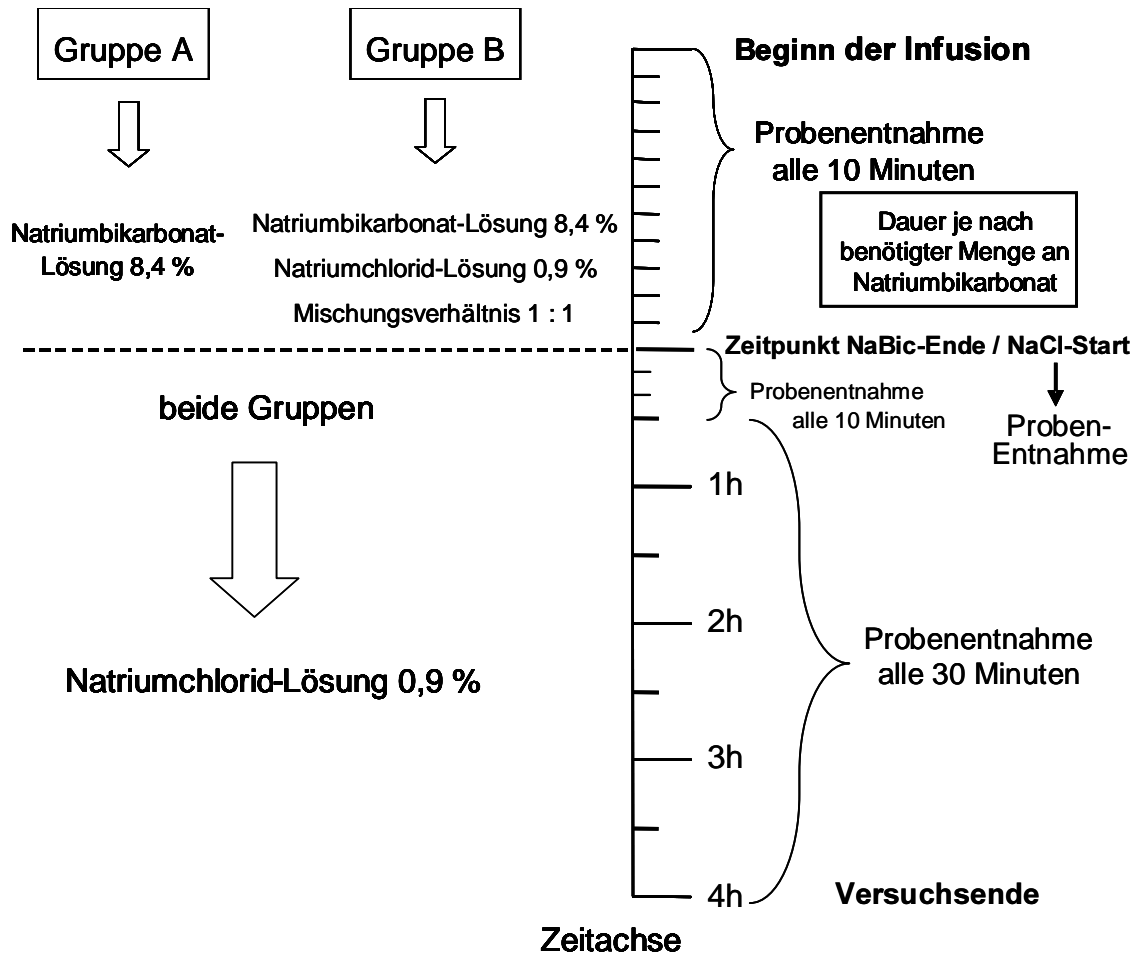 Gruppe A
Gruppe B
Beginn der Infusion
Probenentnahme
alle 10 Minuten
Natriumbikarbonat-
Lösung 8,4 %
Natriumbikarbonat-Lösung 8,4 %
Natriumchlorid-Lösung 0,9 %
Mischungsverhältnis 1 : 1
Dauer je nach
benötigter Menge an
Natriumbikarbonat
Zeitpunkt NaBic-Ende / NaCl-Start
beide Gruppen
Probenentnahme
alle 10 Minuten
Proben-
Entnahme
1h
2h
Natriumchlorid-Lösung 0,9 %
Probenentnahme
alle 30 Minuten
3h
4h
Versuchsende
Zeitachse